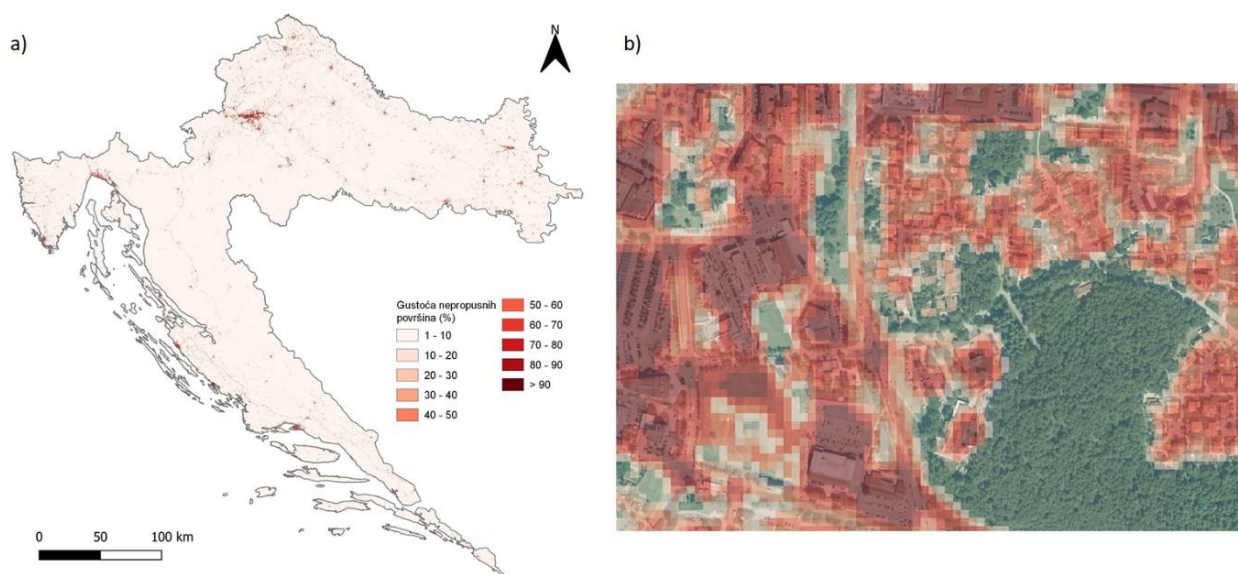 a)
N
b)
Gustoća nepropusnih
površina (%)
1 - 10
10 - 20
20 - 30
30 - 40
40 - 50
50 - 60
60 - 70
70 - 80
80 - 90
> 90
0 50 100 km